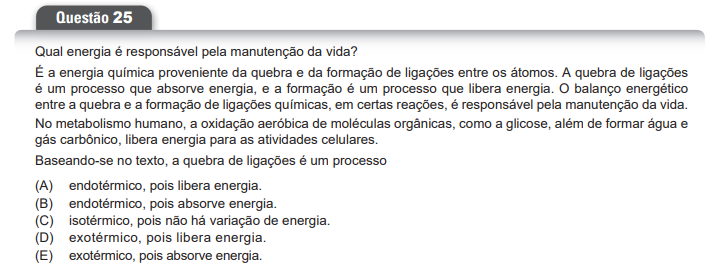 Questão 25
Qual energia é responsável pela manutenção da vida?
É a energia química proveniente da quebra e da formação de ligações entre os átomos. A quebra de ligações
é um processo que absorve energia, e a formação é um processo que libera energia. O balanço energético
entre a quebra e a formação de ligações químicas, em certas reações, é responsável pela manutenção da vida.
No metabolismo humano, a oxidação aeróbica de moléculas orgânicas, como a glicose, além de formar água e
gás carbônico, libera energia para as atividades celulares.
Baseando-se no texto, a quebra de ligações é um processo
(A) endotérmico, pois libera energia.
(B) endotérmico, pois absorve energia.
(C) isotérmico, pois não há variação de energia.
(D) exotérmico, pois libera energia.
(E) exotérmico, pois absorve energia.